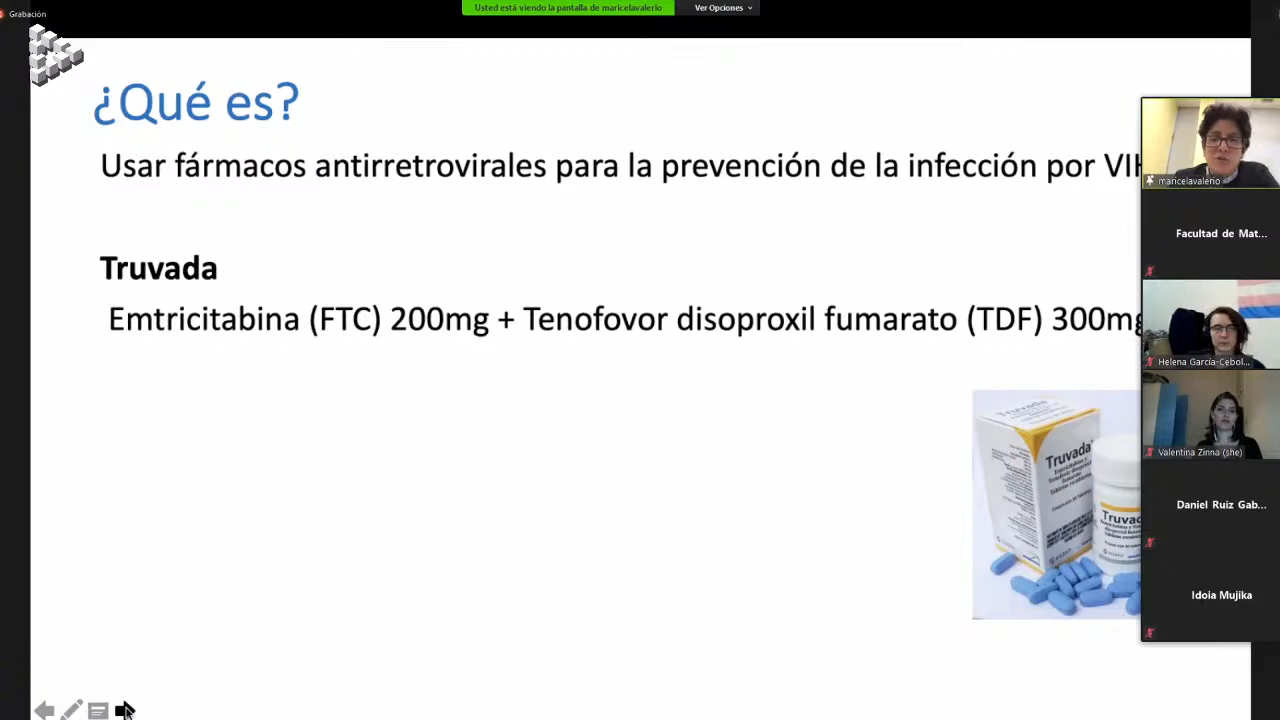 Grabación
Usted está viendo la pantalla de maricelavalerio
Ver Opciones
¿Qué es?
Usar fármacos antirretrovirales para la prevención de la infección por VIH
Truvada
Emtricitabina (FTC) 200mg + Tenofovor disoproxil fumarato (TDF) 300mg
Truvada
Truvada
maricelavalerio
Facultad de Mat...
Helena García-Cebol...
Valentina Zinna (she)
Daniel Ruiz Gab...
Idoia Mujika